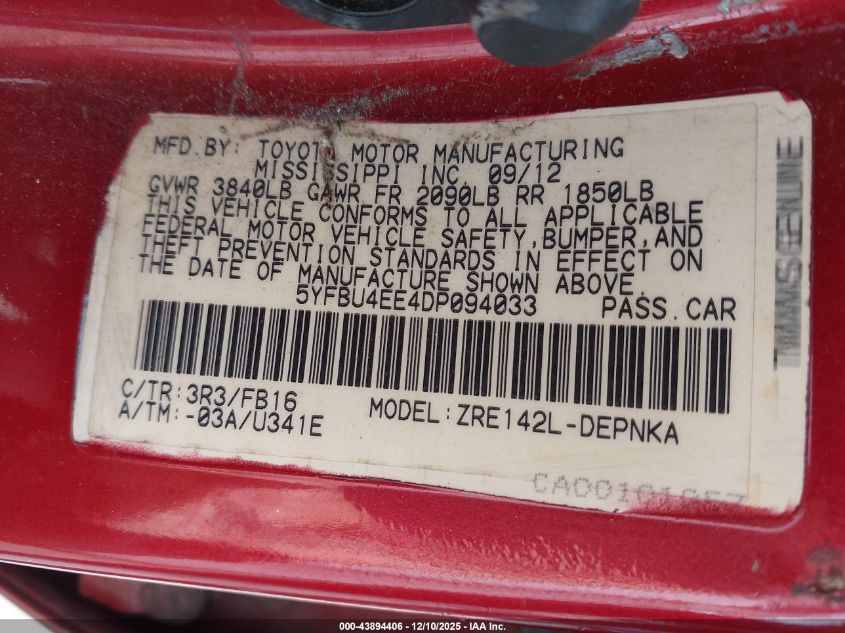 MFD.BY: TOYOTA MOTOR MANUFACTURING
MISSISSIPPI INC. 09/12
GVWR 3840LB GAWR FR 2090LB RR 1850LB
THIS VEHICLE CONFORMS TO ALL APPLICABLE
FEDERAL MOTOR VEHICLE SAFETY,BUMPER,AND
THEFT PREVENTION STANDARDS IN EFFECT ON
THE DATE OF MANUFACTURE SHOWN ABOVE.
5YFBU4EE4DP094033 PASS.CAR
C/TR:3R3/FB16
A/TM:-03A/U341E
MODEL:ZRE142L-DEPNKA
000-43894406 - 12/10/2025 - IAA Inc.